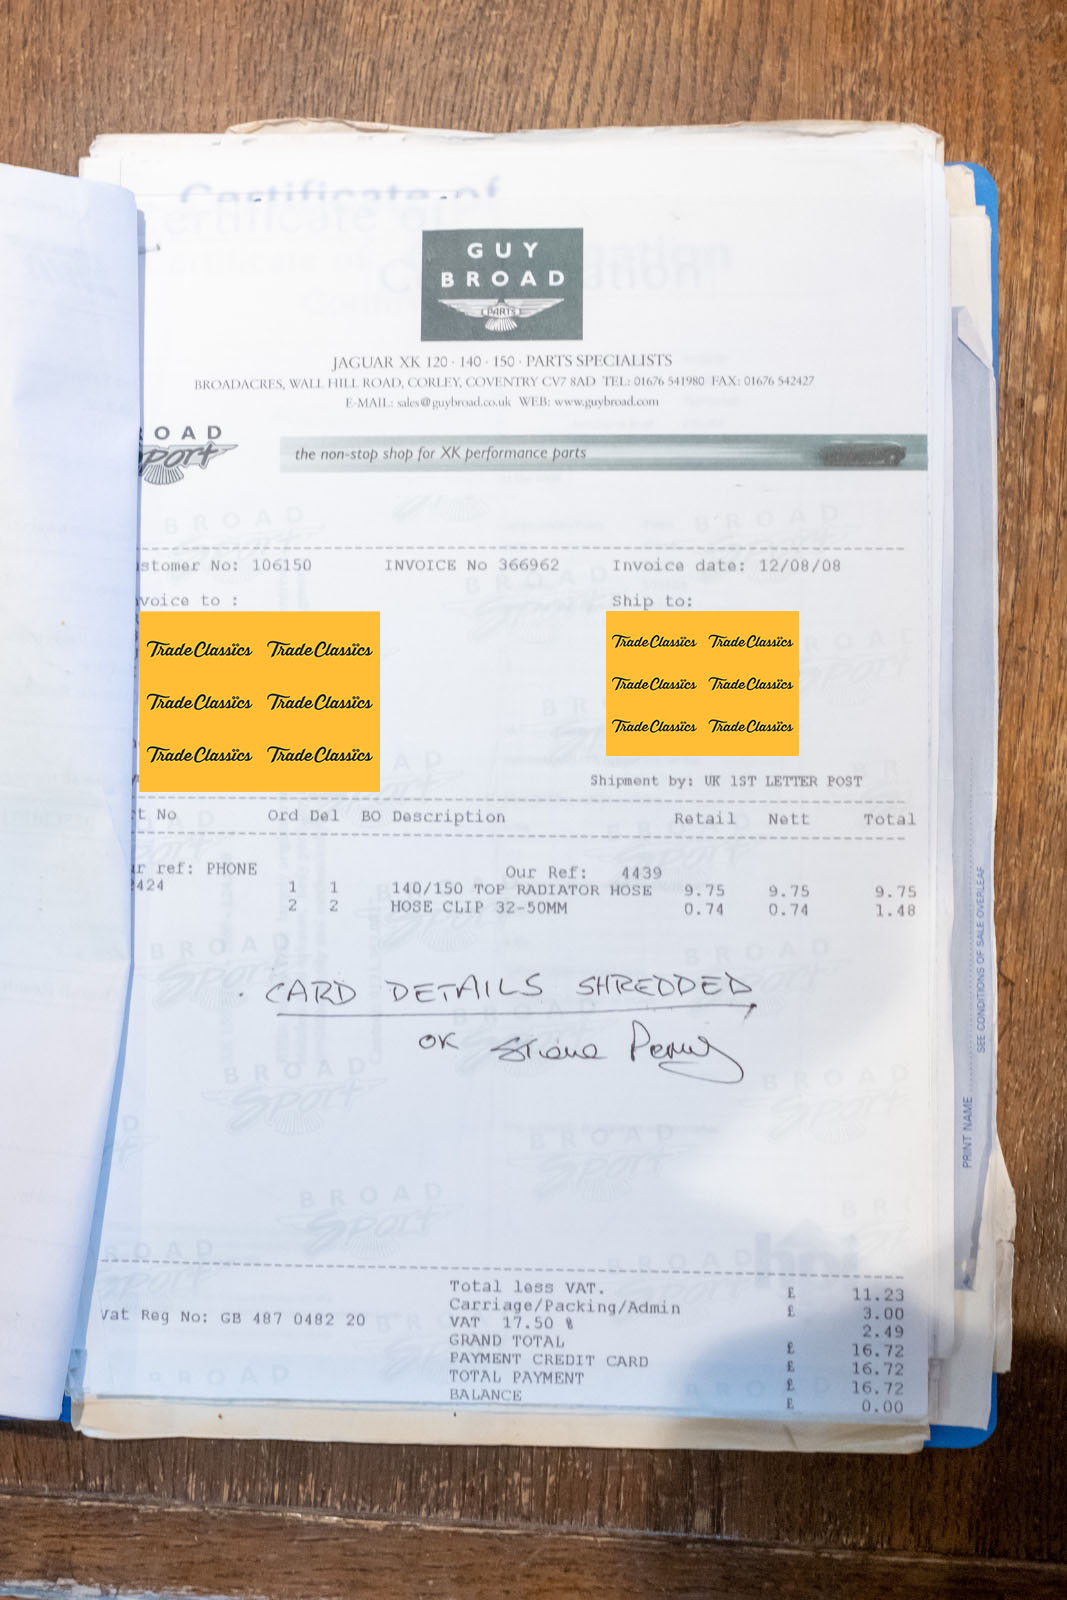 Certificate of
GUY
BROAD
PARTS
JAGUAR XK 120 · 140 · 150 · PARTS SPECIALISTS
BROADACRES, WALL HILL ROAD, CORLEY, COVENTRY CV7 8AD TEL: 01676 541980 FAX: 01676 542427
E-MAIL: sales@guybroad.co.uk WEB: www.guybroad.com
OAD
port
the non-stop shop for XK performance parts
stomer No: 106150 INVOICE No 366962 Invoice date: 12/08/08
voice to : Ship to:
TradeClassics TradeClassics TradeClassics TradeClassics
TradeClassics TradeClassics TradeClassics TradeClassics
TradeClassics TradeClassics TradeClassics TradeClassics
Shipment by: UK 1ST LETTER POST
t No Ord Del BO Description Retail Nett Total
ur ref: PHONE Our Ref: 4439
2424 1 1 140/150 TOP RADIATOR HOSE 9.75 9.75 9.75
2 2 HOSE CLIP 32-50MM 0.74 0.74 1.48
CARD DETAILS SHREDDED
OK
Total less VAT. £ 11.23
Carriage/Packing/Admin £ 3.00
Vat Reg No: GB 487 0482 20 VAT 17.50 % 2.49
GRAND TOTAL £ 16.72
PAYMENT CREDIT CARD £ 16.72
TOTAL PAYMENT £ 16.72
BALANCE £ 0.00
PRINT NAME
SEE CONDITIONS OF SALE OVERLEAF